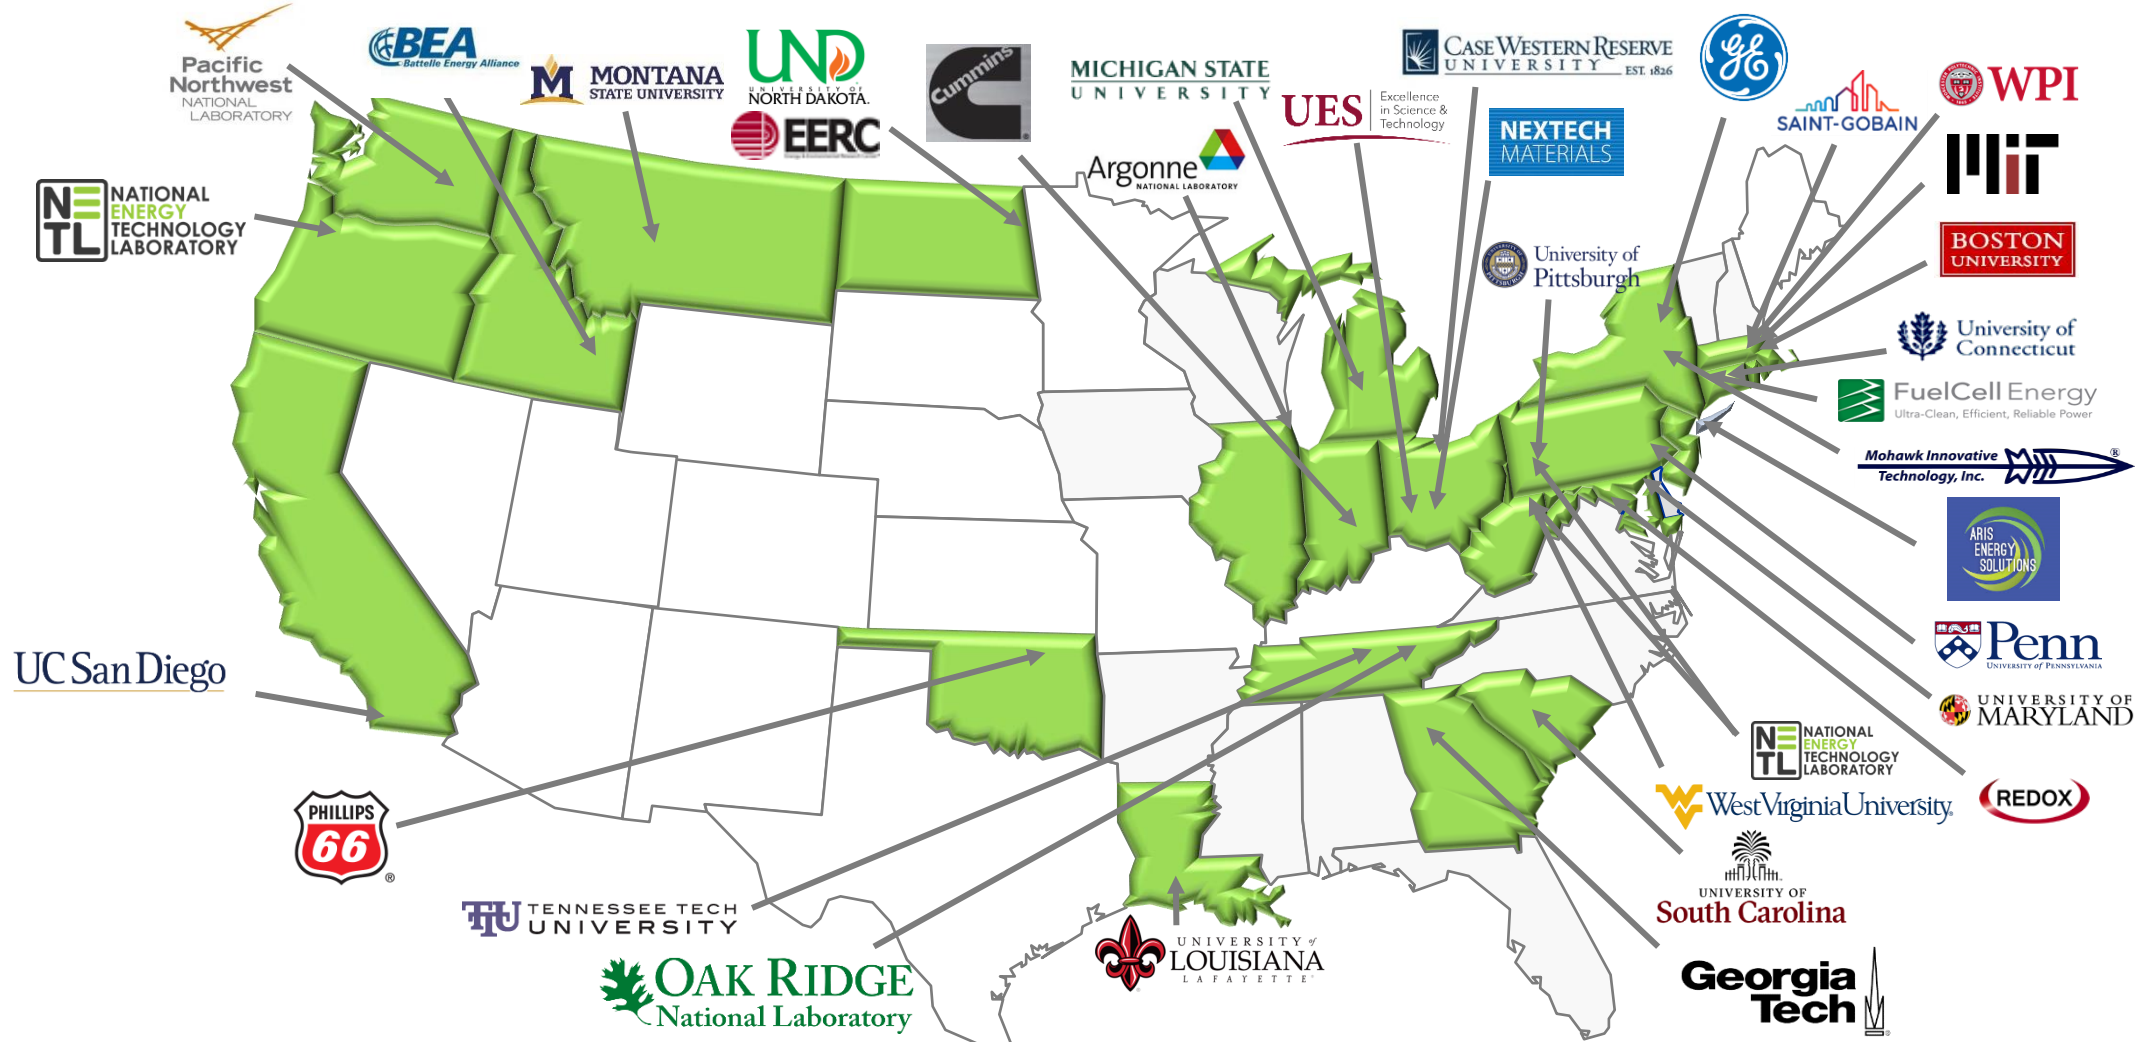 Pacific
Northwest
NATIONAL
LABORATORY
BEA
Battelle Energy Alliance
M MONTANA
STATE UNIVERSITY
UND
UNIVERSITY OF
NORTH DAKOTA.
EERC
Cummins
MICHIGAN STATE
UNIVERSITY
Argonne
NATIONAL LABORATORY
UES
Excellence
in Science &
Technology
CASE WESTERN RESERVE
UNIVERSITY EST. 1826
NEXTECH
MATERIALS
GE
SAINT-GOBAIN
WPI
MIT
BOSTON
UNIVERSITY
NETL
NATIONAL
ENERGY
TECHNOLOGY
LABORATORY
University of
Pittsburgh
University of
Connecticut
FuelCell Energy
Ultra-Clean, Efficient, Reliable Power
Mohawk Innovative
Technology, Inc.
®
ARIS
ENERGY
SOLUTIONS
Penn
UNIVERSITY OF PENNSYLVANIA
UNIVERSITY OF
MARYLAND
UC San Diego
NETL
NATIONAL
ENERGY
TECHNOLOGY
LABORATORY
REDOX
WestVirginiaUniversity.
PHILLIPS
66
®
UNIVERSITY OF
South Carolina
TTU
TENNESSEE TECH
UNIVERSITY
OAK RIDGE
National Laboratory
UNIVERSITY of
LOUISIANA
LAFAYETTE
Georgia
Tech